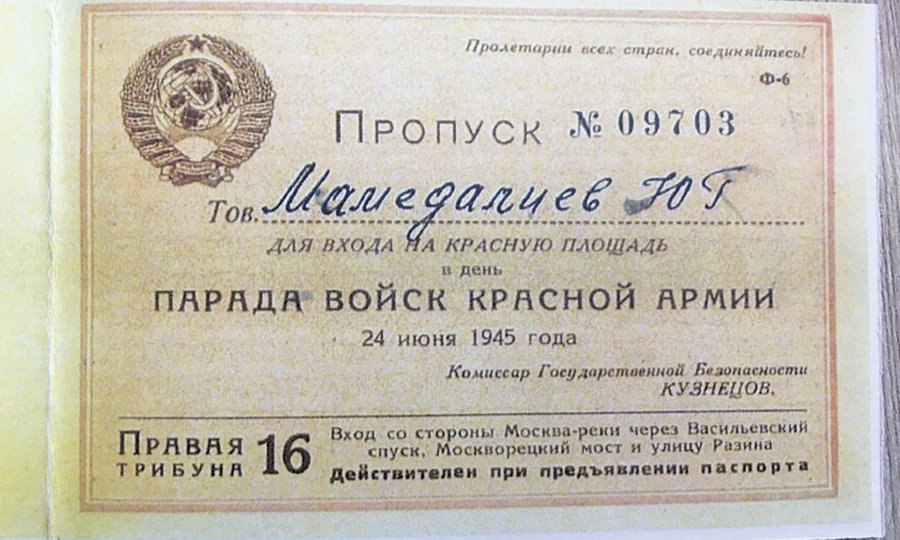 Пролетарии всех стран, соединяйтесь!
Ф-6
ПРОПУСК № 09703
Тов. Мамедалиев Ю Г
ДЛЯ ВХОДА НА КРАСНУЮ ПЛОЩАДЬ
в день
ПАРАДА ВОЙСК КРАСНОЙ АРМИИ
24 июня 1945 года
Комиссар Государственной Безопасности
КУЗНЕЦОВ.
ПРАВАЯ ТРИБУНА 16
Вход со стороны Москва-реки через Васильевский
спуск, Москворецкий мост и улицу Разина
Действителен при предъявлении паспорта